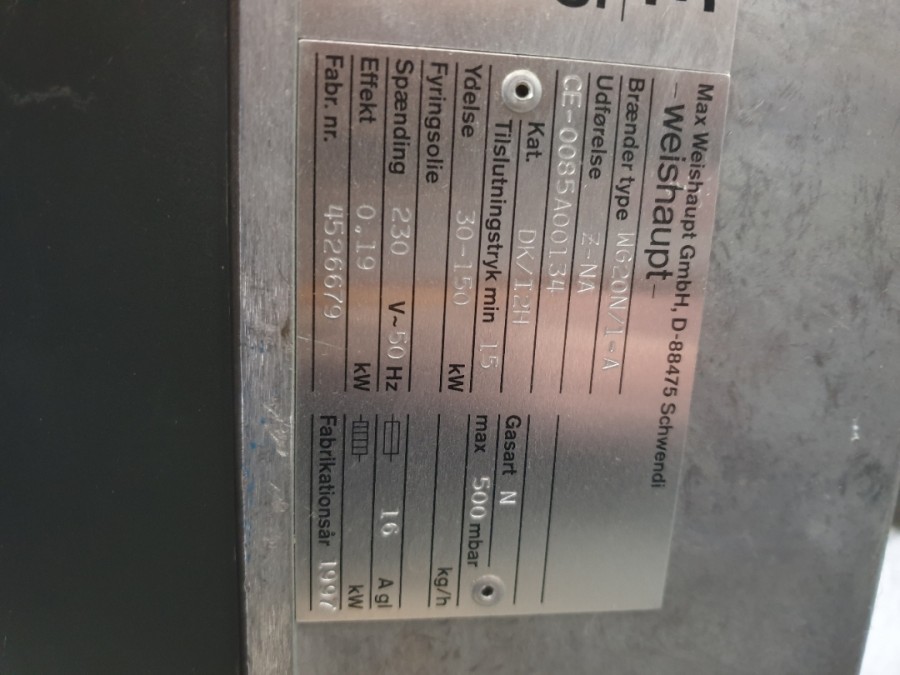 Max Weishaupt GmbH, D-88475 Schwendi
– weishaupt –
Brænder type WG20N/1-A
Udførelse Z-NA
CE-0085A00134
Kat. DK/I2H Gasart N
Tilslutningstryk min 15 max 500 mbar
Ydelse 30-150 kW
Fyringsolie kg/h
Spænding 230 V~50 Hz 16 A gl
Effekt 0,19 kW kW
Fabr. nr. 4526679 Fabrikationsår 1997